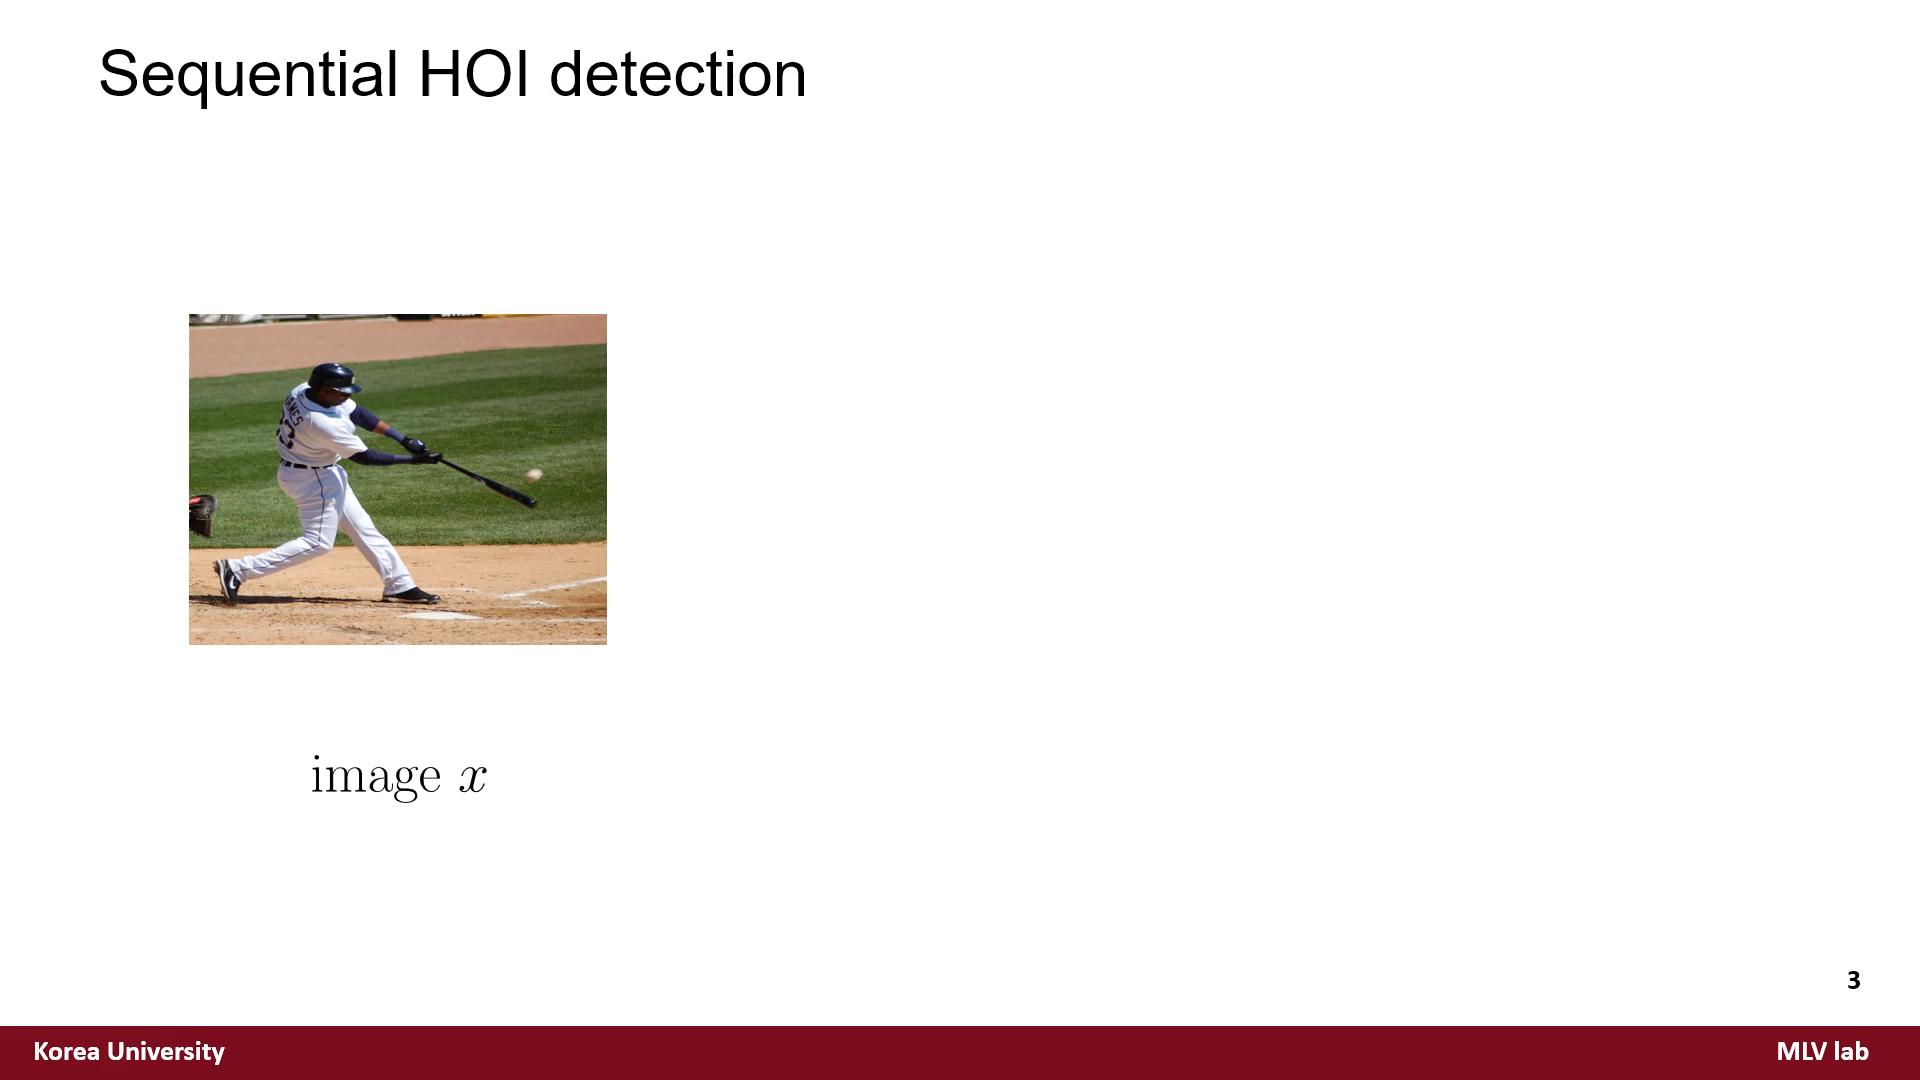 Sequential HOI detection
image x
3
Korea University
MLV lab